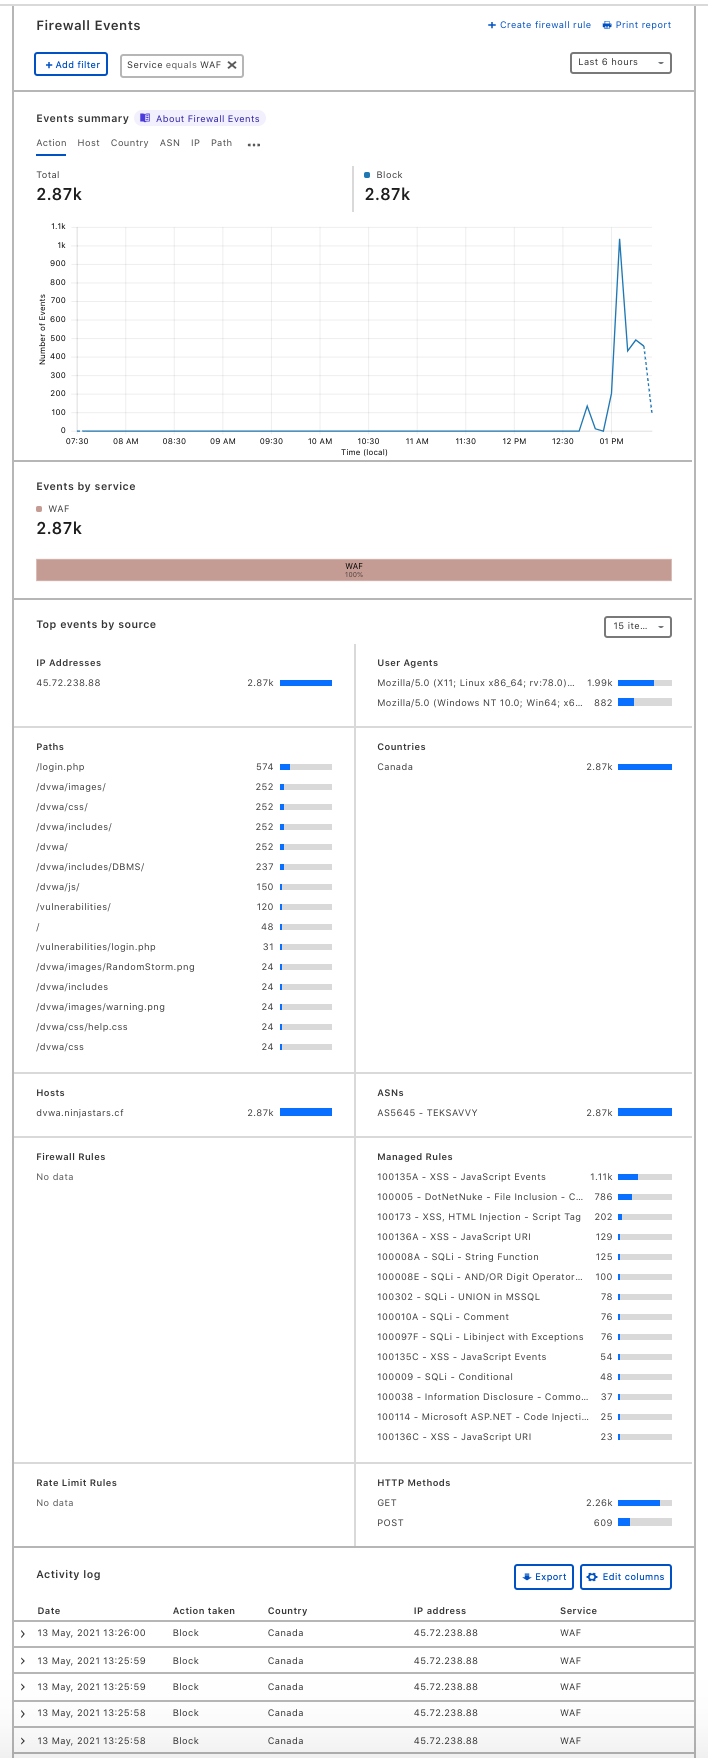 Firewall Events
+ Create firewall rule
Print report
+ Add filter
Service equals WAF ✕
Last 6 hours
Events summary
About Firewall Events
Action Host Country ASN IP Path •••
Total
2.87k
Block
2.87k
Number of Events
1.1k
1k
900
800
700
600
500
400
300
200
100
0
07:30 08 AM 08:30 09 AM 09:30 10 AM 10:30 11 AM 11:30 12 PM 12:30 01 PM
Time (local)
Events by service
WAF
2.87k
WAF
100%
Top events by source
15 ite...
IP Addresses
45.72.238.88 2.87k
User Agents
Mozilla/5.0 (X11; Linux x86_64; rv:78.0)... 1.99k
Mozilla/5.0 (Windows NT 10.0; Win64; x6... 882
Paths
/login.php 574
/dvwa/images/ 252
/dvwa/css/ 252
/dvwa/includes/ 252
/dvwa/ 252
/dvwa/includes/DBMS/ 237
/dvwa/js/ 150
/vulnerabilities/ 120
/ 48
/vulnerabilities/login.php 31
/dvwa/images/RandomStorm.png 24
/dvwa/includes 24
/dvwa/images/warning.png 24
/dvwa/css/help.css 24
/dvwa/css 24
Countries
Canada 2.87k
Hosts
dvwa.ninjastars.cf 2.87k
ASNs
AS5645 - TEKSAVVY 2.87k
Firewall Rules
No data
Managed Rules
100135A - XSS - JavaScript Events 1.11k
100005 - DotNetNuke - File Inclusion - C... 786
100173 - XSS, HTML Injection - Script Tag 202
100136A - XSS - JavaScript URI 129
100008A - SQLi - String Function 125
100008E - SQLi - AND/OR Digit Operator... 100
100302 - SQLi - UNION in MSSQL 78
100010A - SQLi - Comment 76
100097F - SQLi - Libinject with Exceptions 76
100135C - XSS - JavaScript Events 54
100009 - SQLi - Conditional 48
100038 - Information Disclosure - Commo... 37
100114 - Microsoft ASP.NET - Code Injecti... 25
100136C - XSS - JavaScript URI 23
Rate Limit Rules
No data
HTTP Methods
GET 2.26k
POST 609
Activity log
Export
Edit columns
Date Action taken Country IP address Service
13 May, 2021 13:26:00 Block Canada 45.72.238.88 WAF
13 May, 2021 13:25:59 Block Canada 45.72.238.88 WAF
13 May, 2021 13:25:59 Block Canada 45.72.238.88 WAF
13 May, 2021 13:25:58 Block Canada 45.72.238.88 WAF
13 May, 2021 13:25:58 Block Canada 45.72.238.88 WAF